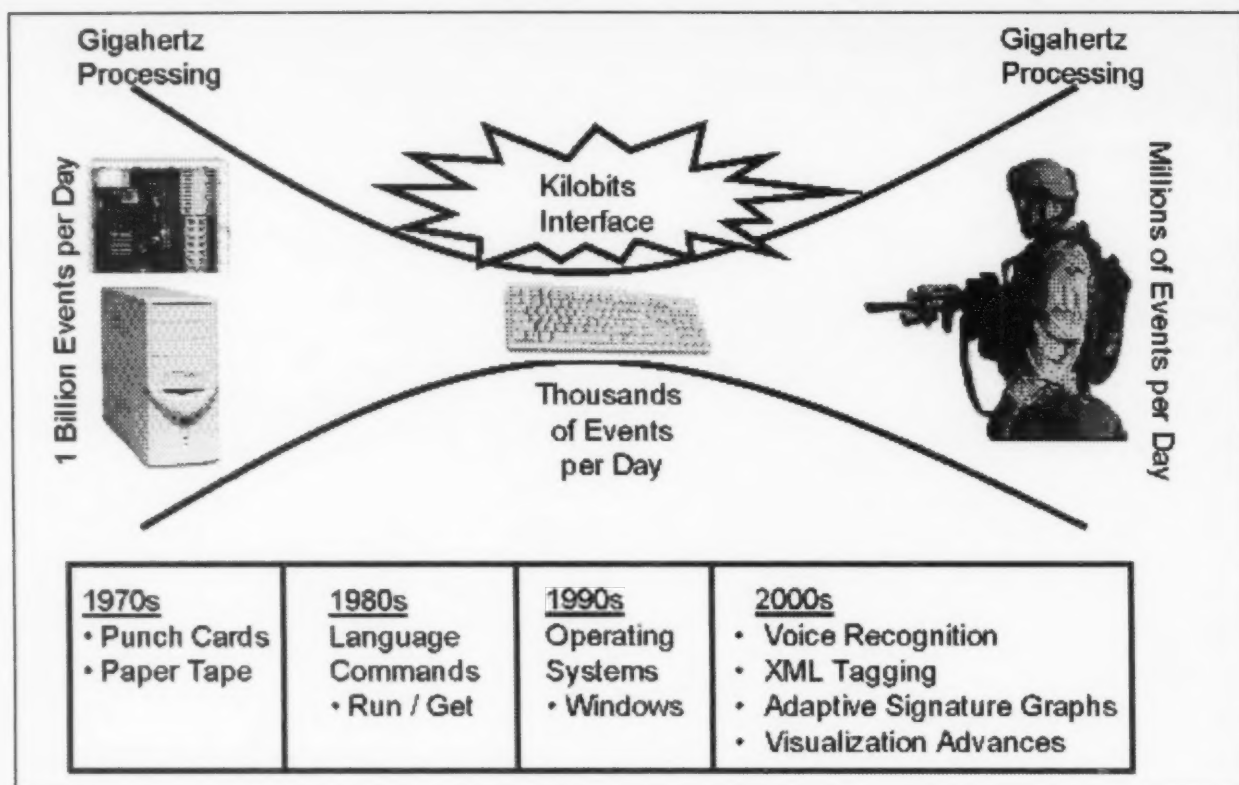 Gigahertz
Processing
Gigahertz
Processing
1 Billion Events per Day
Kilobits
Interface
Millions of Events per Day
Thousands
of Events
per Day
1970s
• Punch Cards
• Paper Tape
1980s
Language
Commands
• Run / Get
1990s
Operating
Systems
• Windows
2000s
• Voice Recognition
• XML Tagging
• Adaptive Signature Graphs
• Visualization Advances